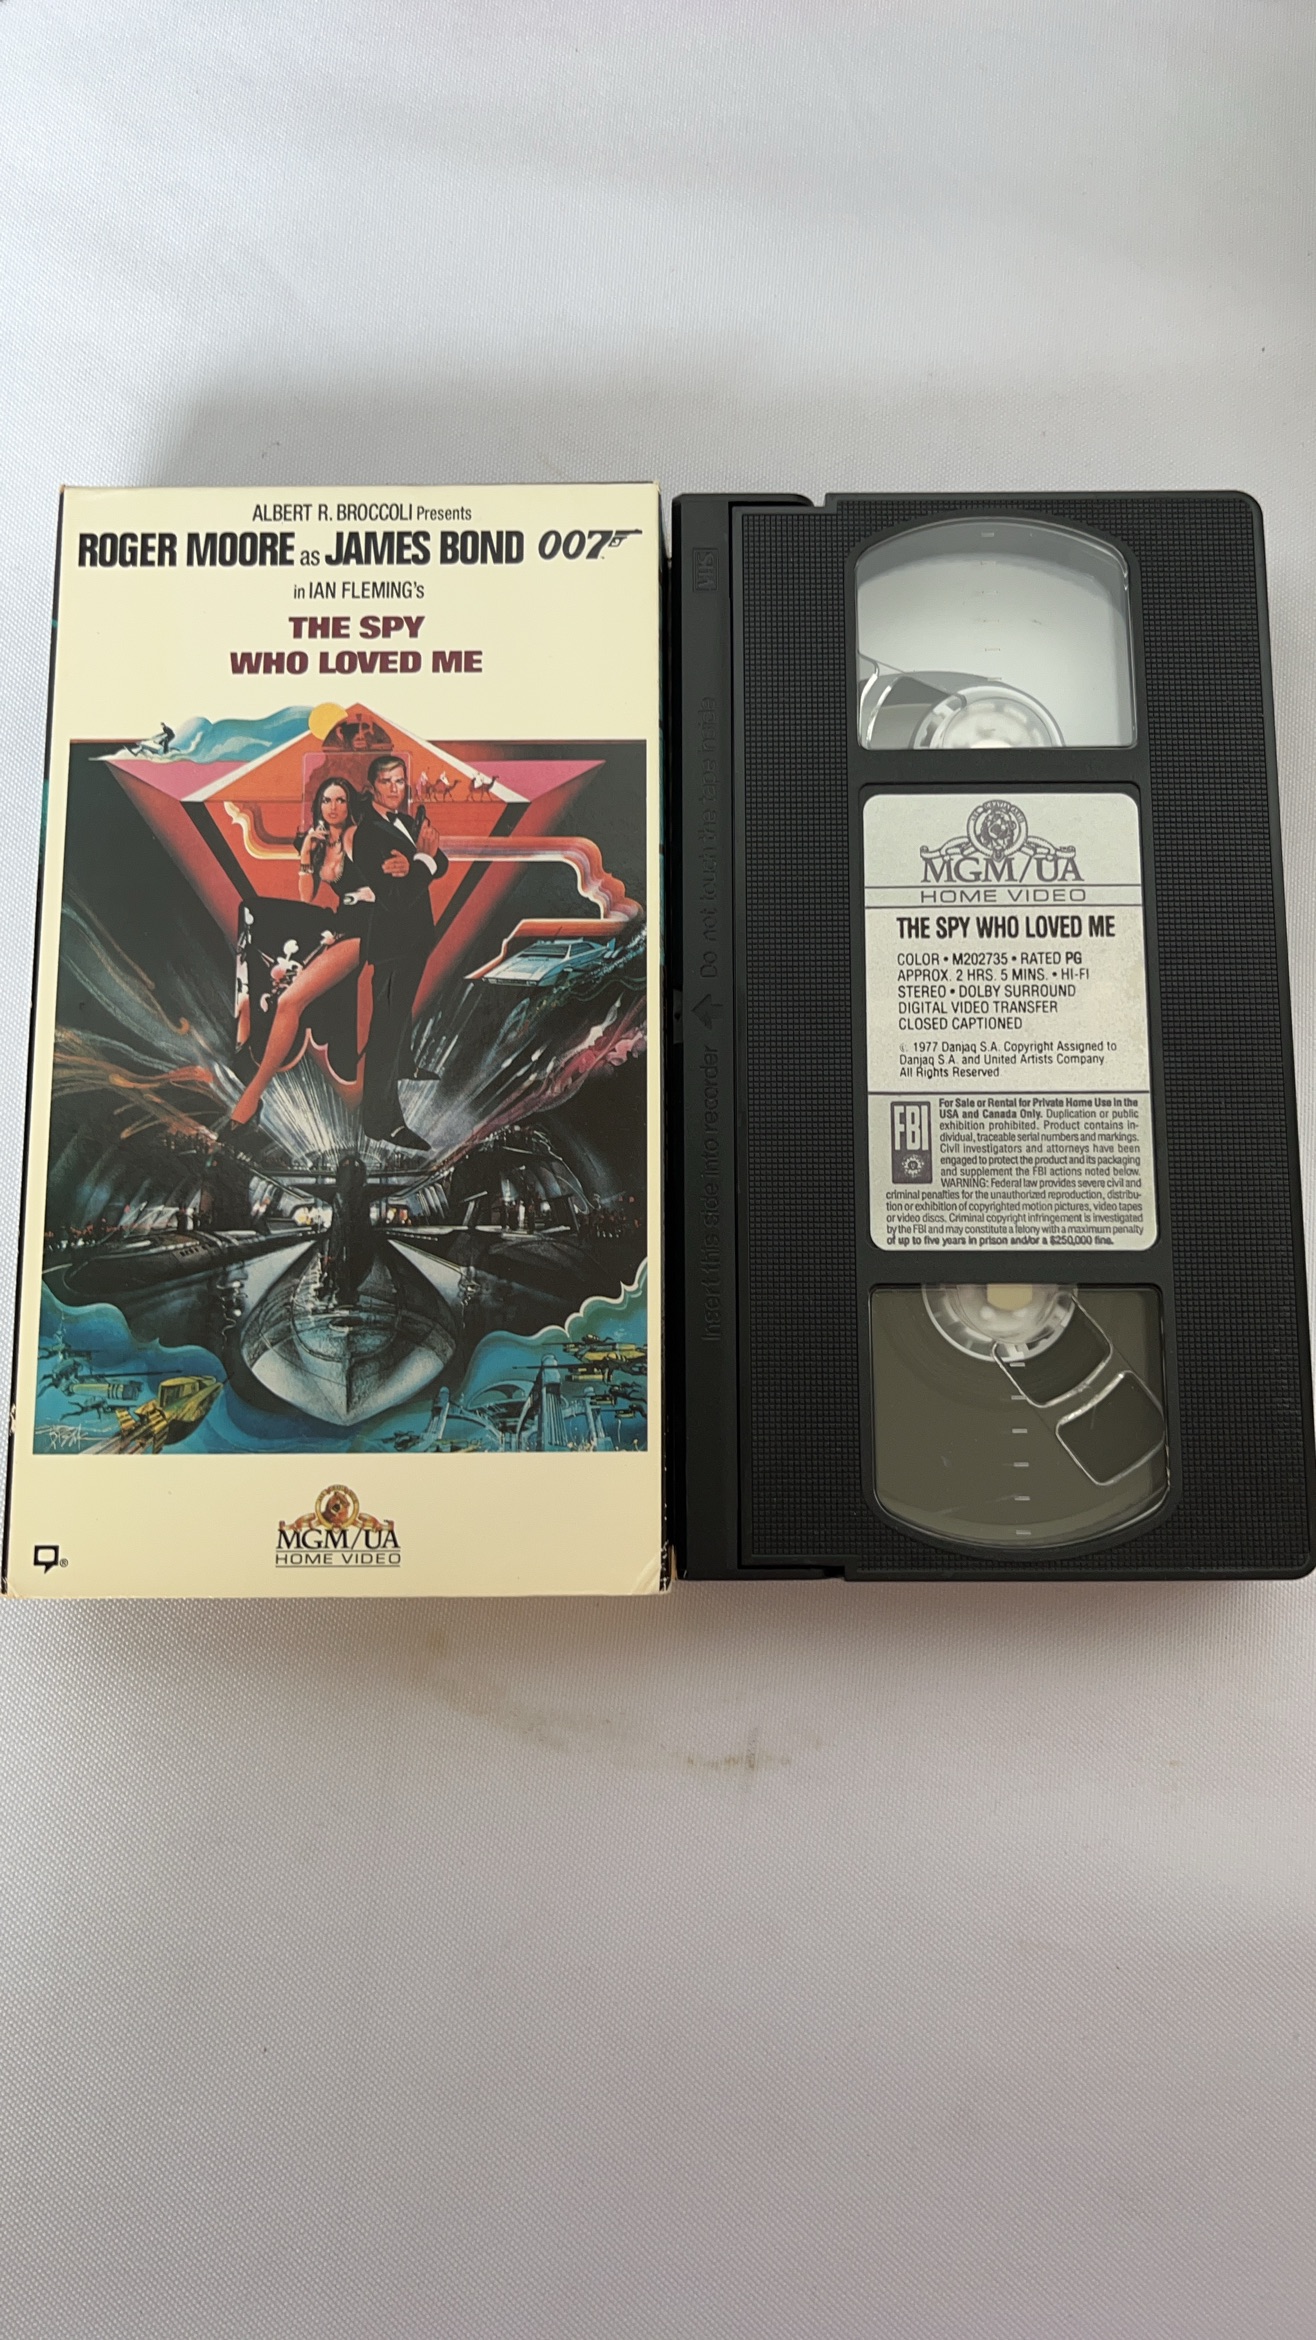 ALBERT R. BROCCOLI Presents
ROGER MOORE as JAMES BOND 007
in IAN FLEMING'S
THE SPY
WHO LOVED ME
MGM/UA
HOME VIDEO
®
VHS
Do not touch the tape inside
Insert this side into recorder
MGM/UA
HOME VIDEO
THE SPY WHO LOVED ME
COLOR • M202735 • RATED PG
APPROX. 2 HRS. 5 MINS. • HI-FI
STEREO • DOLBY SURROUND
DIGITAL VIDEO TRANSFER
CLOSED CAPTIONED
© 1977 Danjaq S.A. Copyright Assigned to
Danjaq S.A. and United Artists Company
All Rights Reserved
FBI
For Sale or Rental for Private Home Use in the
USA and Canada Only. Duplication or public
exhibition prohibited. Product contains in-
dividual, traceable serial numbers and markings.
Civil investigators and attorneys have been
engaged to protect the product and its packaging
and supplement the FBI actions noted below.
WARNING: Federal law provides severe civil and
criminal penalties for the unauthorized reproduction, distribu-
tion or exhibition of copyrighted motion pictures, video tapes
or video discs. Criminal copyright infringement is investigated
by the FBI and may constitute a felony with a maximum penalty
of up to five years in prison and/or a $250,000 fine.